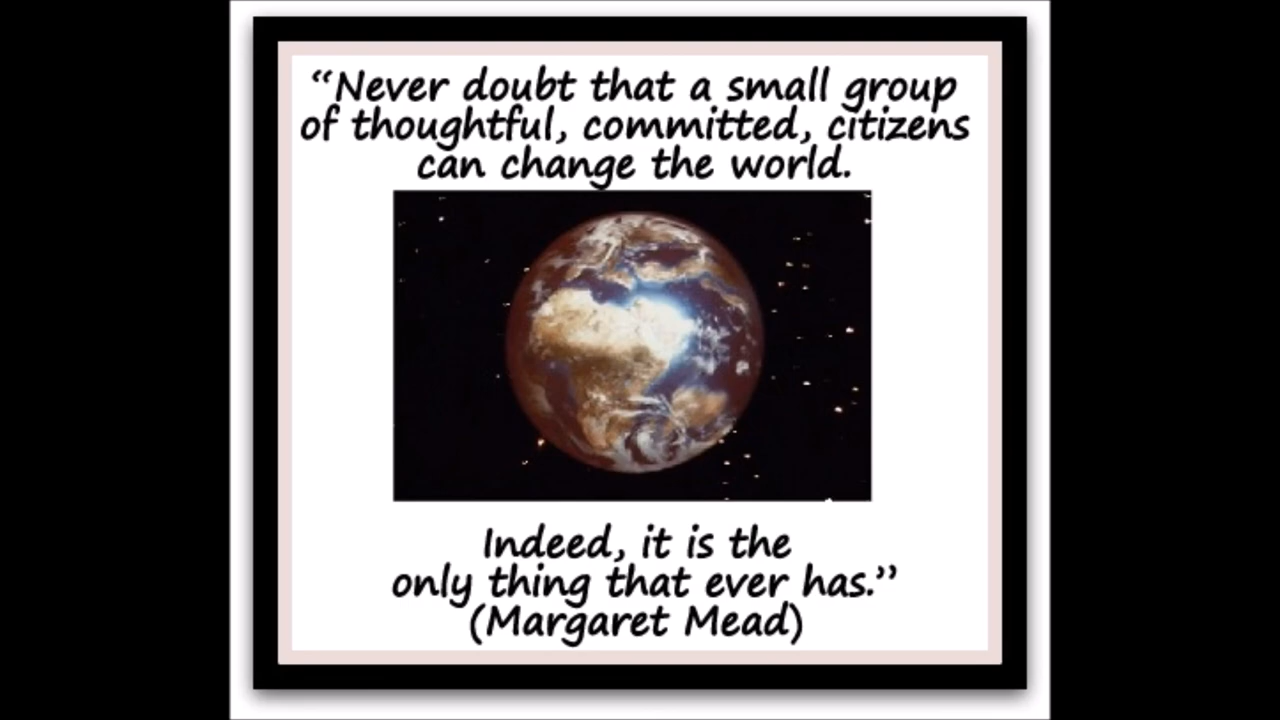 “Never doubt that a small group
of thoughtful, committed, citizens
can change the world.
Indeed, it is the
only thing that ever has.”
(Margaret Mead)